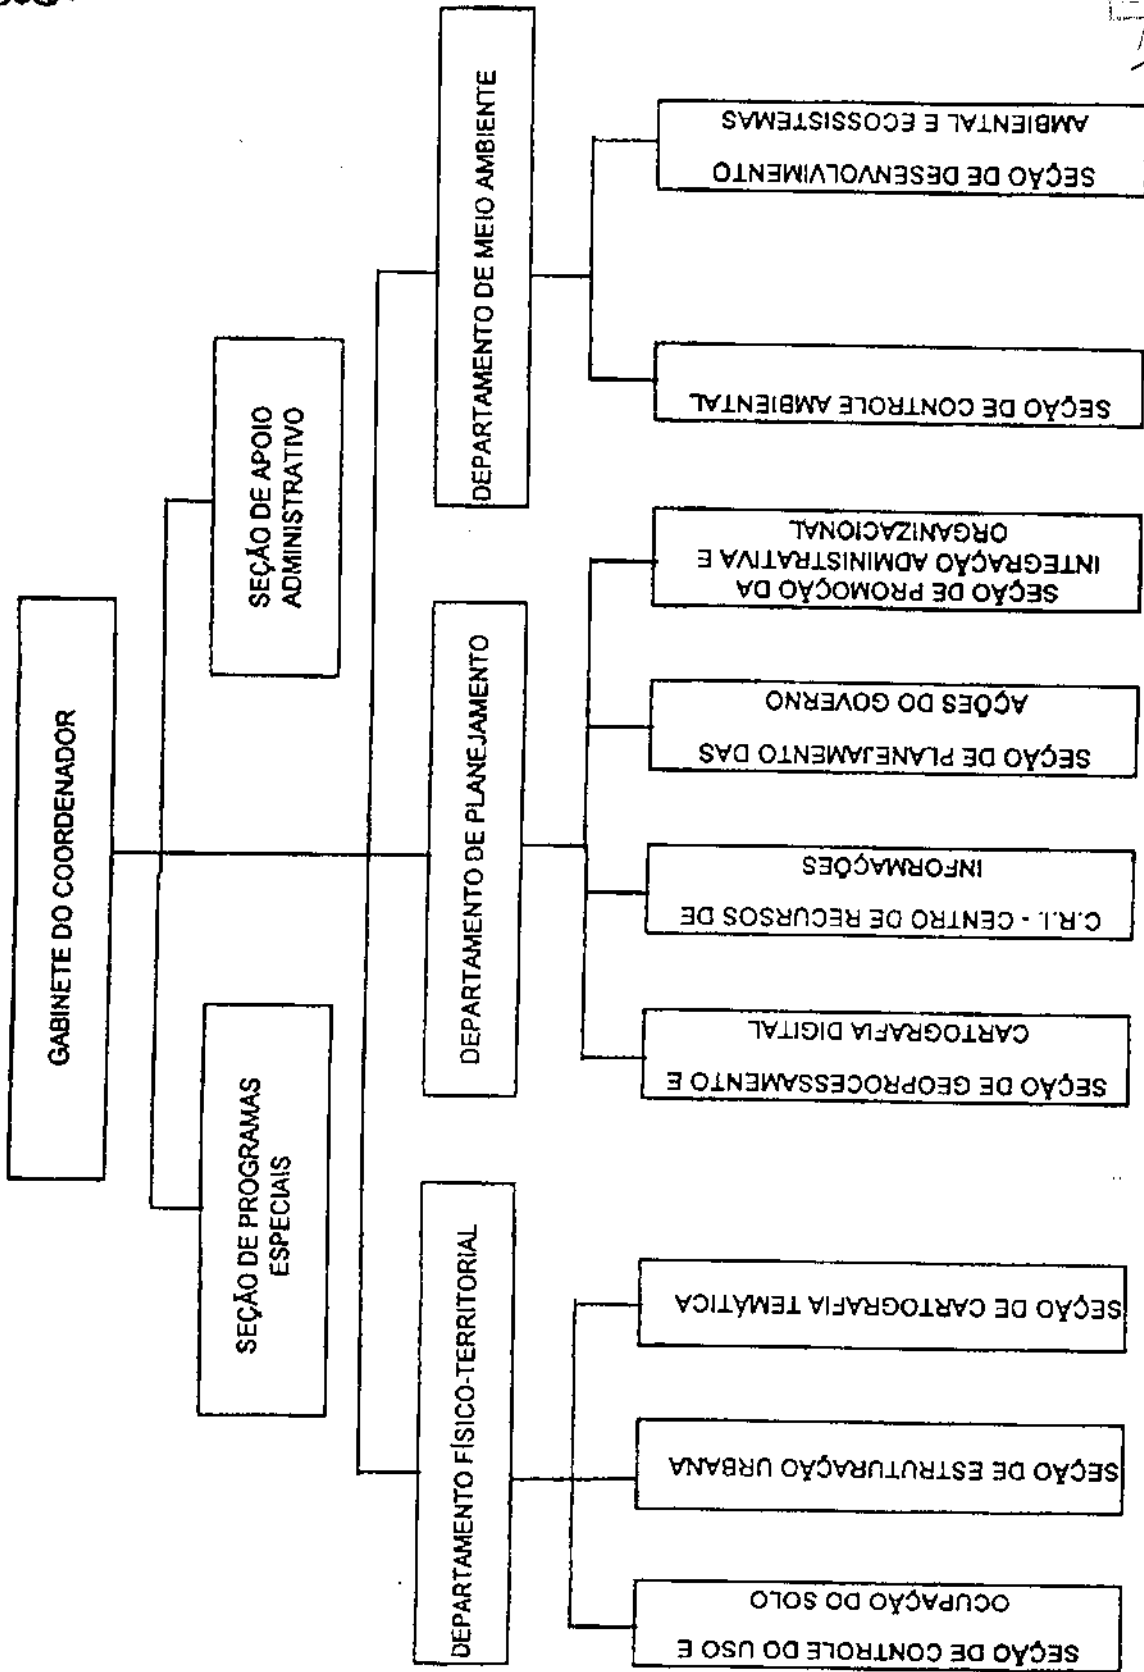 GABINETE DO COORDENADOR
SEÇÃO DE PROGRAMAS
ESPECIAIS
SEÇÃO DE APOIO
ADMINISTRATIVO
DEPARTAMENTO FÍSICO-TERRITORIAL
DEPARTAMENTO DE PLANEJAMENTO
DEPARTAMENTO DE MEIO AMBIENTE
SEÇÃO DE CONTROLE DO USO E
OCUPAÇÃO DO SOLO
SEÇÃO DE ESTRUTURAÇÃO URBANA
SEÇÃO DE CARTOGRAFIA TEMÁTICA
SEÇÃO DE GEOPROCESSAMENTO E
CARTOGRAFIA DIGITAL
C.R.I. - CENTRO DE RECURSOS DE
INFORMAÇÕES
SEÇÃO DE PLANEJAMENTO DAS
AÇÕES DO GOVERNO
SEÇÃO DE PROMOÇÃO DA
INTEGRAÇÃO ADMINISTRATIVA E
ORGANIZACIONAL
SEÇÃO DE CONTROLE AMBIENTAL
SEÇÃO DE DESENVOLVIMENTO
AMBIENTAL E ECOSSISTEMAS